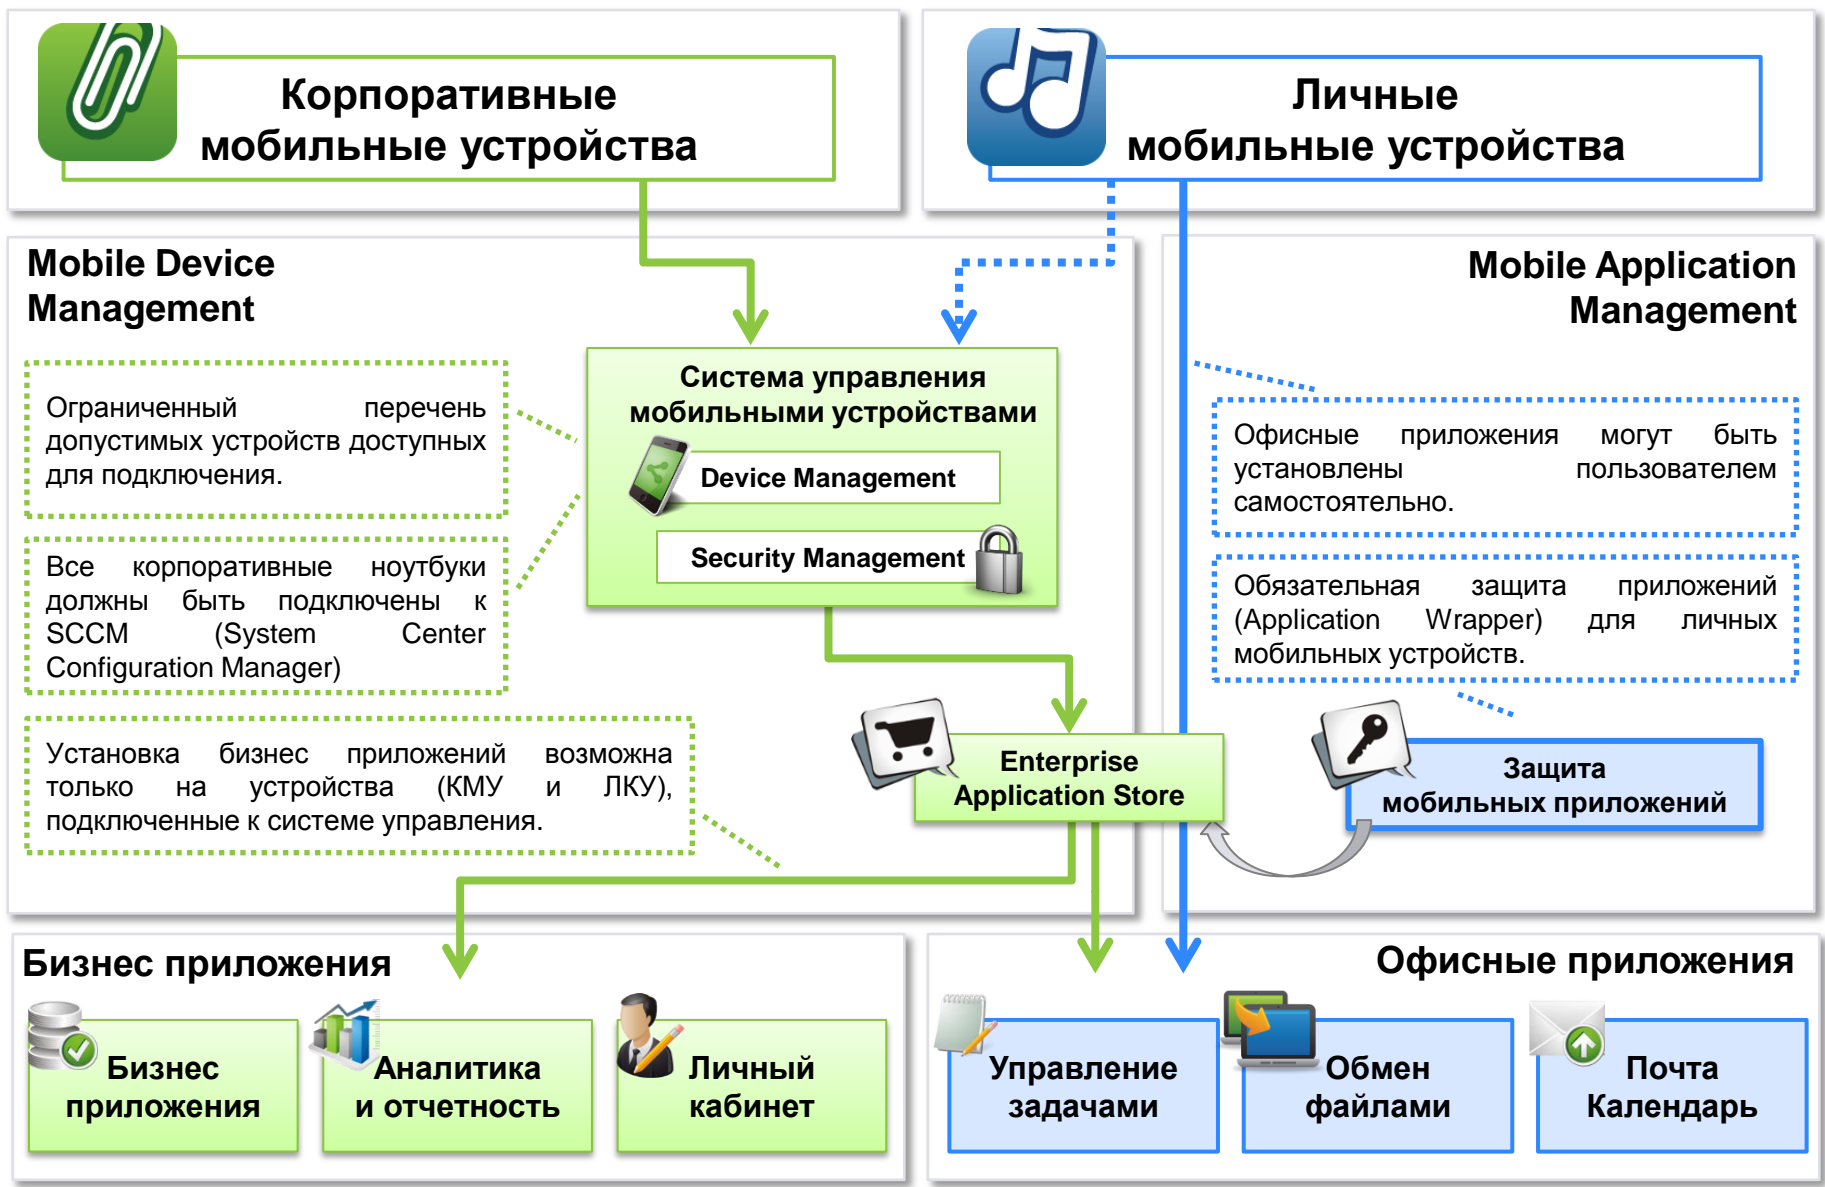 Корпоративные
мобильные устройства
Личные
мобильные устройства
Mobile Device
Management
Mobile Application
Management
Система управления
мобильными устройствами
Device Management
Security Management
Ограниченный перечень
допустимых устройств доступных
для подключения.
Все корпоративные ноутбуки
должны быть подключены к
SCCM (System Center
Configuration Manager)
Установка бизнес приложений возможна
только на устройства (КМУ и ЛКУ),
подключенные к системе управления.
Офисные приложения могут быть
установлены пользователем
самостоятельно.
Обязательная защита приложений
(Application Wrapper) для личных
мобильных устройств.
Enterprise
Application Store
Защита
мобильных приложений
Бизнес приложения
Бизнес
приложения
Аналитика
и отчетность
Личный
кабинет
Офисные приложения
Управление
задачами
Обмен
файлами
Почта
Календарь